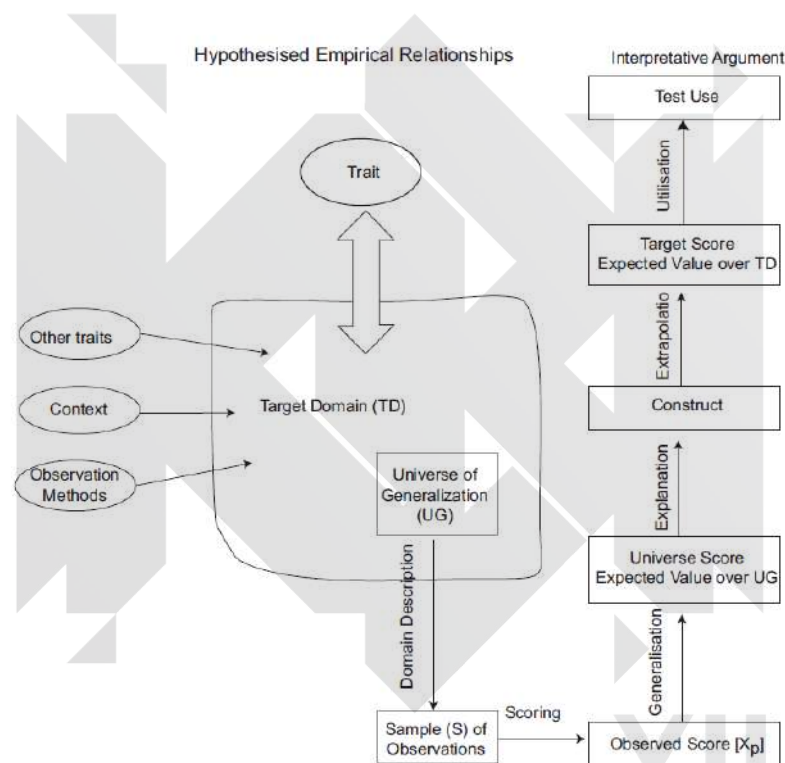 Hypothesised Empirical Relationships
Interpretative Argument
Test Use
Utilisation
Trait
Target Score
Expected Value over TD
Other traits
Extrapolatio
Context
Target Domain (TD)
Construct
Observation
Methods
Universe of
Generalization
(UG)
Explanation
Domain Description
Universe Score
Expected Value over UG
Generalisation
Sample (S) of
Observations
Scoring
Observed Score [Xp]